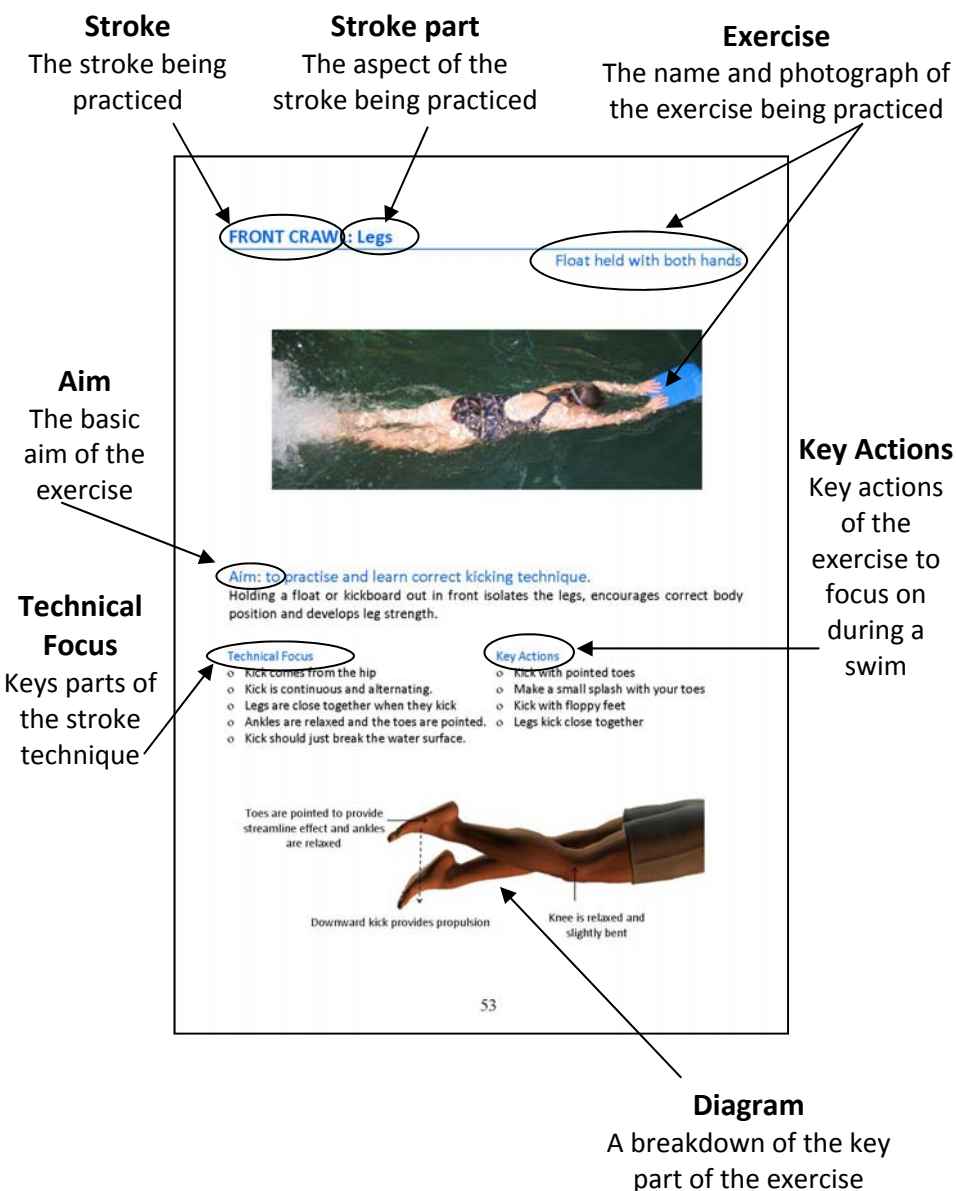 Stroke
The stroke being
practiced
Stroke part
The aspect of the
stroke being practiced
Exercise
The name and photograph of
the exercise being practiced
FRONT CRAWL: Legs
Float held with both hands
Aim
The basic
aim of the
exercise
Key Actions
Key actions
of the
exercise to
focus on
during a
swim
Aim: to practise and learn correct kicking technique.
Holding a float or kickboard out in front isolates the legs, encourages correct body
position and develops leg strength.
Technical
Focus
Keys parts of
the stroke
technique
Technical Focus
o Kick comes from the hip
o Kick is continuous and alternating.
o Legs are close together when they kick
o Ankles are relaxed and the toes are pointed.
o Kick should just break the water surface.
Key Actions
o Kick with pointed toes
o Make a small splash with your toes
o Kick with floppy feet
o Legs kick close together
Toes are pointed to provide
streamline effect and ankles
are relaxed
Downward kick provides propulsion
Knee is relaxed and
slightly bent
53
Diagram
A breakdown of the key
part of the exercise